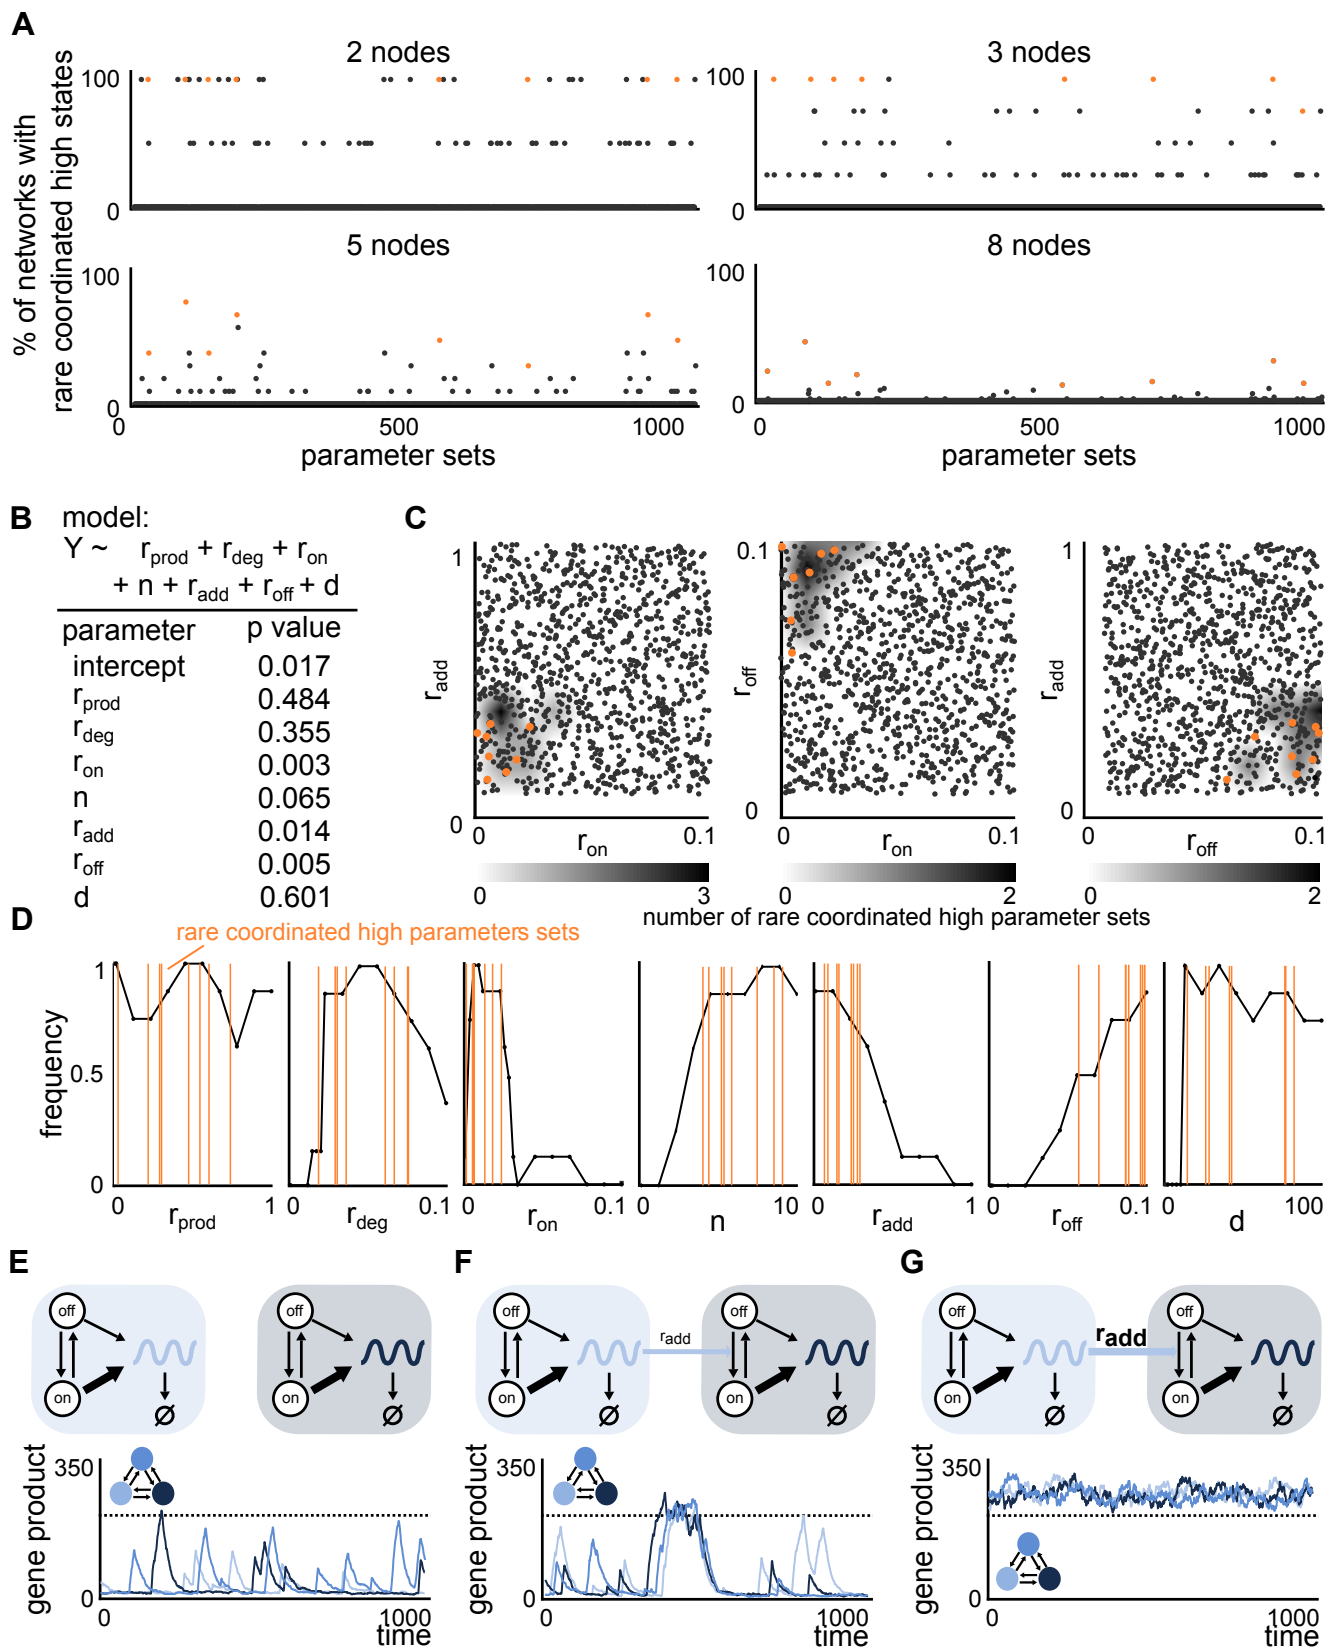 A
2 nodes
3 nodes
% of networks with
rare coordinated high states
100
0
100
0
5 nodes
8 nodes
100
0
0
500
1000
parameter sets
100
0
0
500
1000
parameter sets
B
model:
Y ~ r_prod + r_deg + r_on
+ n + r_add + r_off + d
parameter p value
intercept 0.017
r_prod 0.484
r_deg 0.355
r_on 0.003
n 0.065
r_add 0.014
r_off 0.005
d 0.601
C
1
r_add
0
0
r_on
0.1
0
3
0.1
r_off
0
0
r_on
0.1
0
2
1
r_add
0
0
r_off
0.1
0
2
number of rare coordinated high parameter sets
D
rare coordinated high parameters sets
frequency
1
0.5
0
0 r_prod 1
0 r_deg 0.1
0 r_on 0.1
0 n 10
0 r_add 1
0 r_off 0.1
0 d 100
E
off
on
Ø
off
on
Ø
gene product
350
0
0
1000
time
F
off
on
Ø
r_add
off
on
Ø
gene product
350
0
0
1000
time
G
off
on
Ø
r_add
off
on
Ø
gene product
350
0
0
1000
time